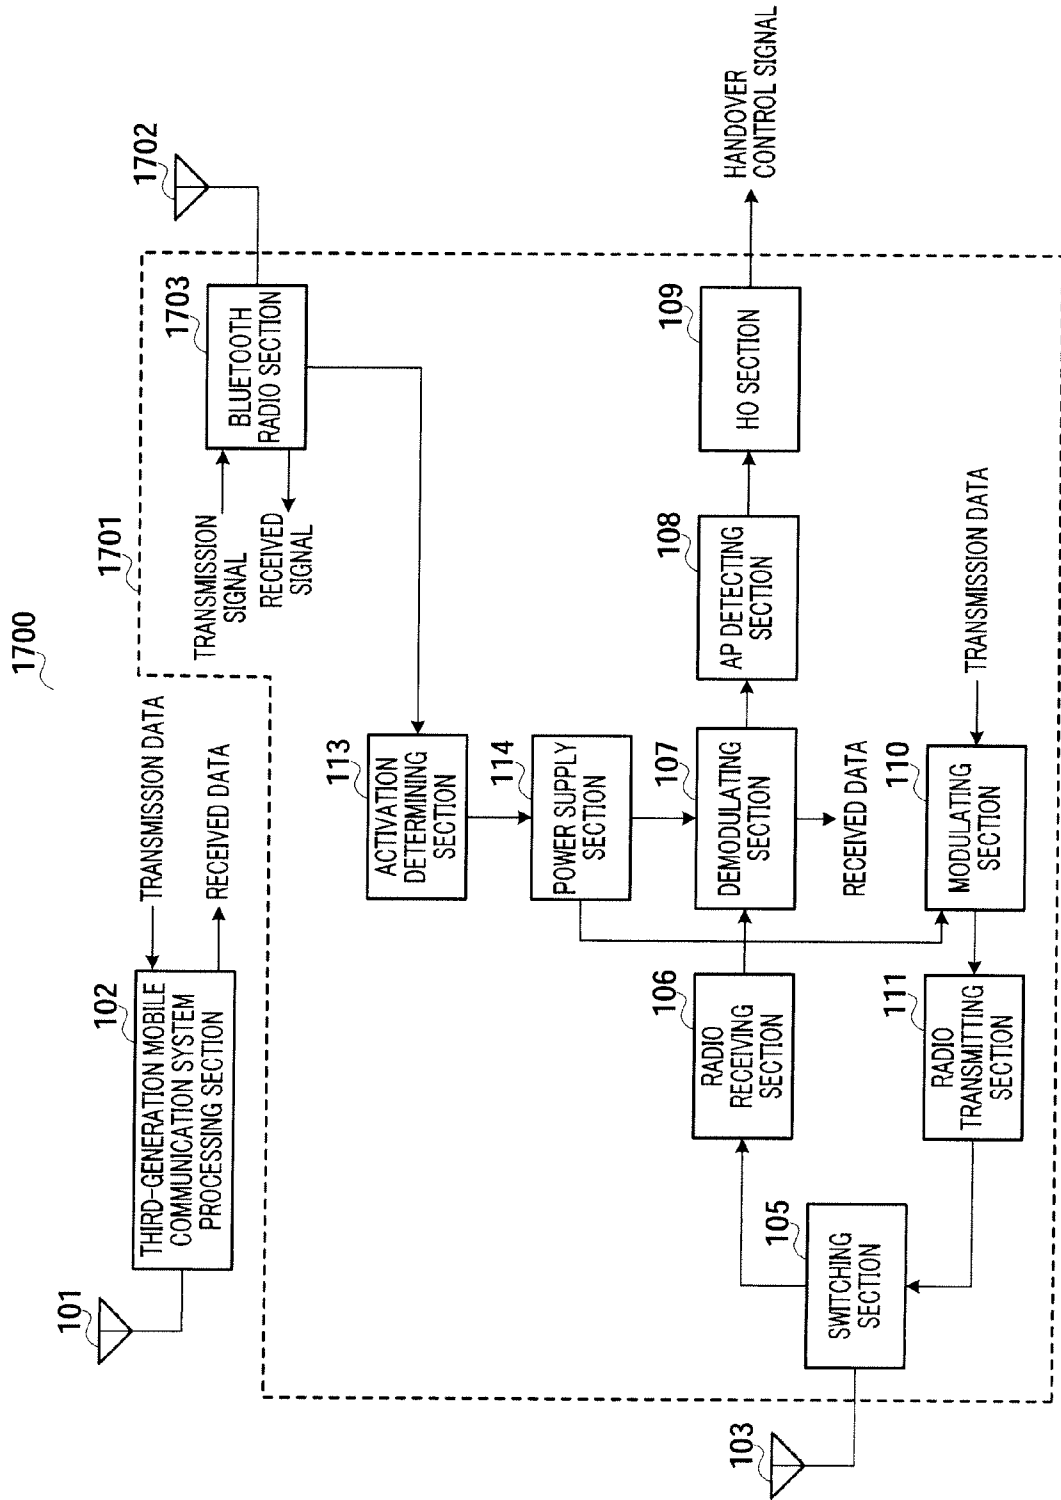 1700
101
102
THIRD-GENERATION MOBILE
COMMUNICATION SYSTEM
PROCESSING SECTION
TRANSMISSION DATA
RECEIVED DATA
1701
1702
1703
BLUETOOTH
RADIO SECTION
TRANSMISSION
SIGNAL
RECEIVED
SIGNAL
113
ACTIVATION
DETERMINING
SECTION
114
POWER SUPPLY
SECTION
103
105
SWITCHING
SECTION
106
RADIO
RECEIVING
SECTION
107
DEMODULATING
SECTION
RECEIVED DATA
108
AP DETECTING
SECTION
109
HO SECTION
HANDOVER
CONTROL SIGNAL
111
RADIO
TRANSMITTING
SECTION
110
MODULATING
SECTION
TRANSMISSION DATA